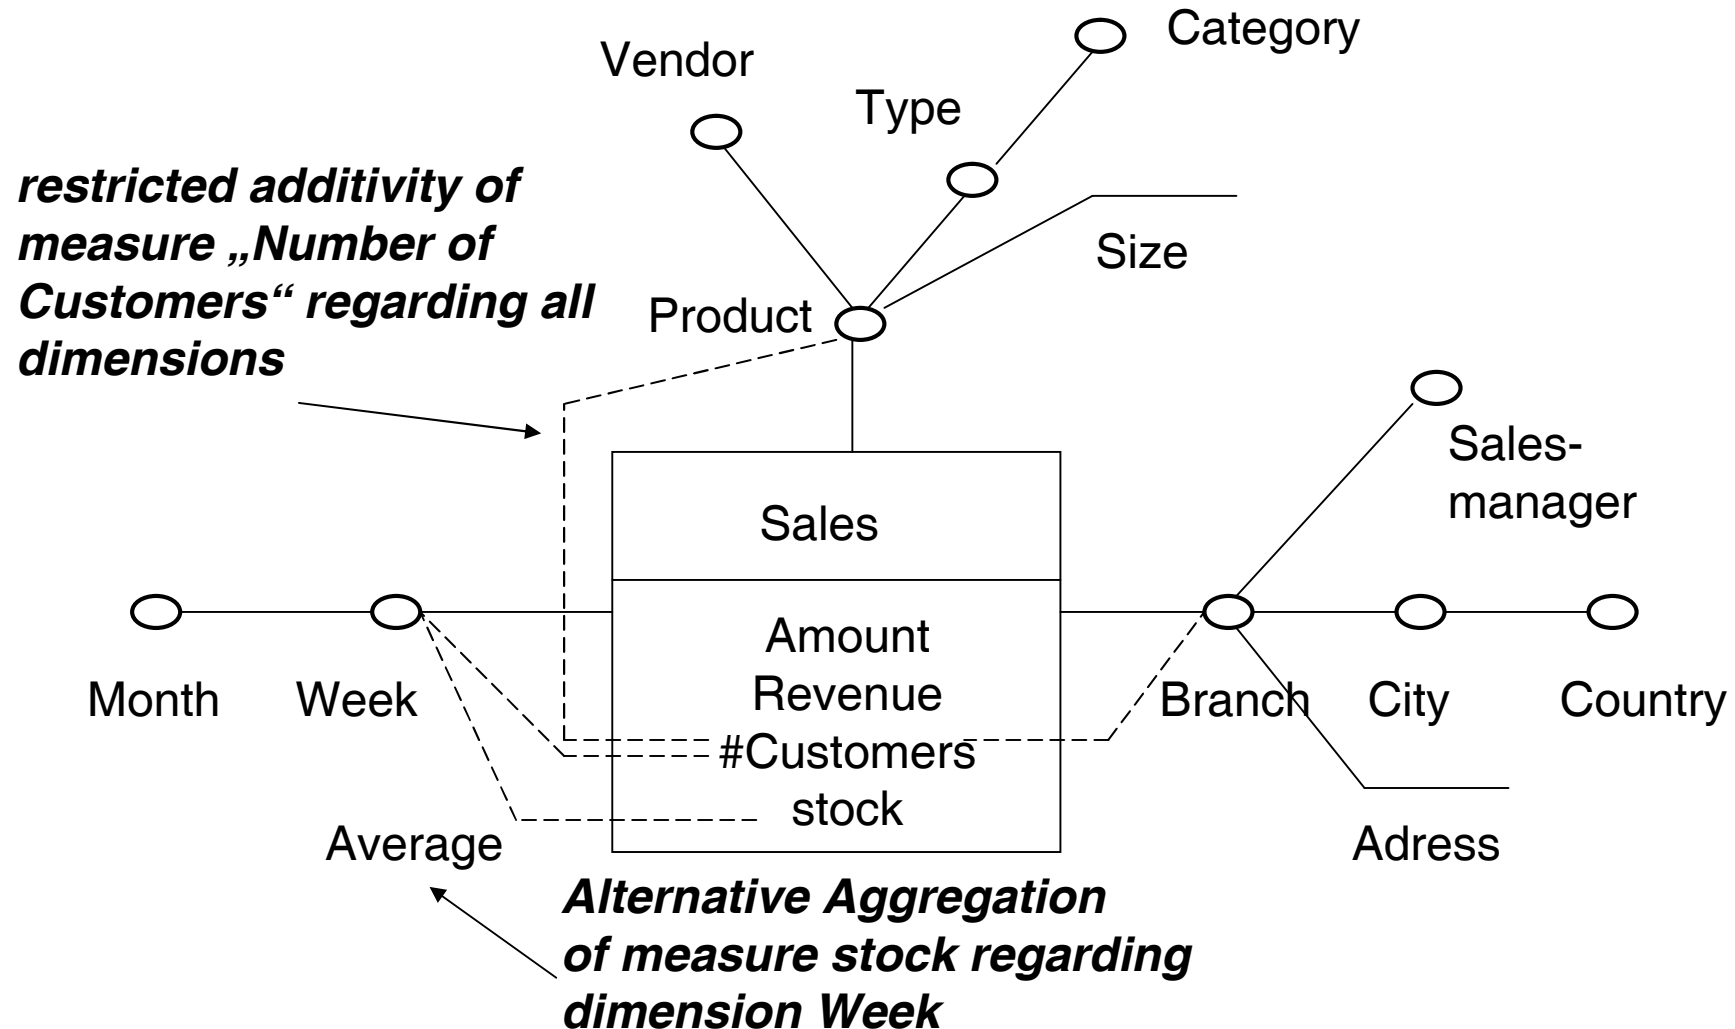 Category
Vendor
Type
restricted additivity of
measure „Number of
Customers“ regarding all
dimensions
Size
Product
Sales-
manager
Sales
Amount
Revenue
#Customers
stock
Month
Week
Branch
City
Country
Average
Adress
Alternative Aggregation
of measure stock regarding
dimension Week